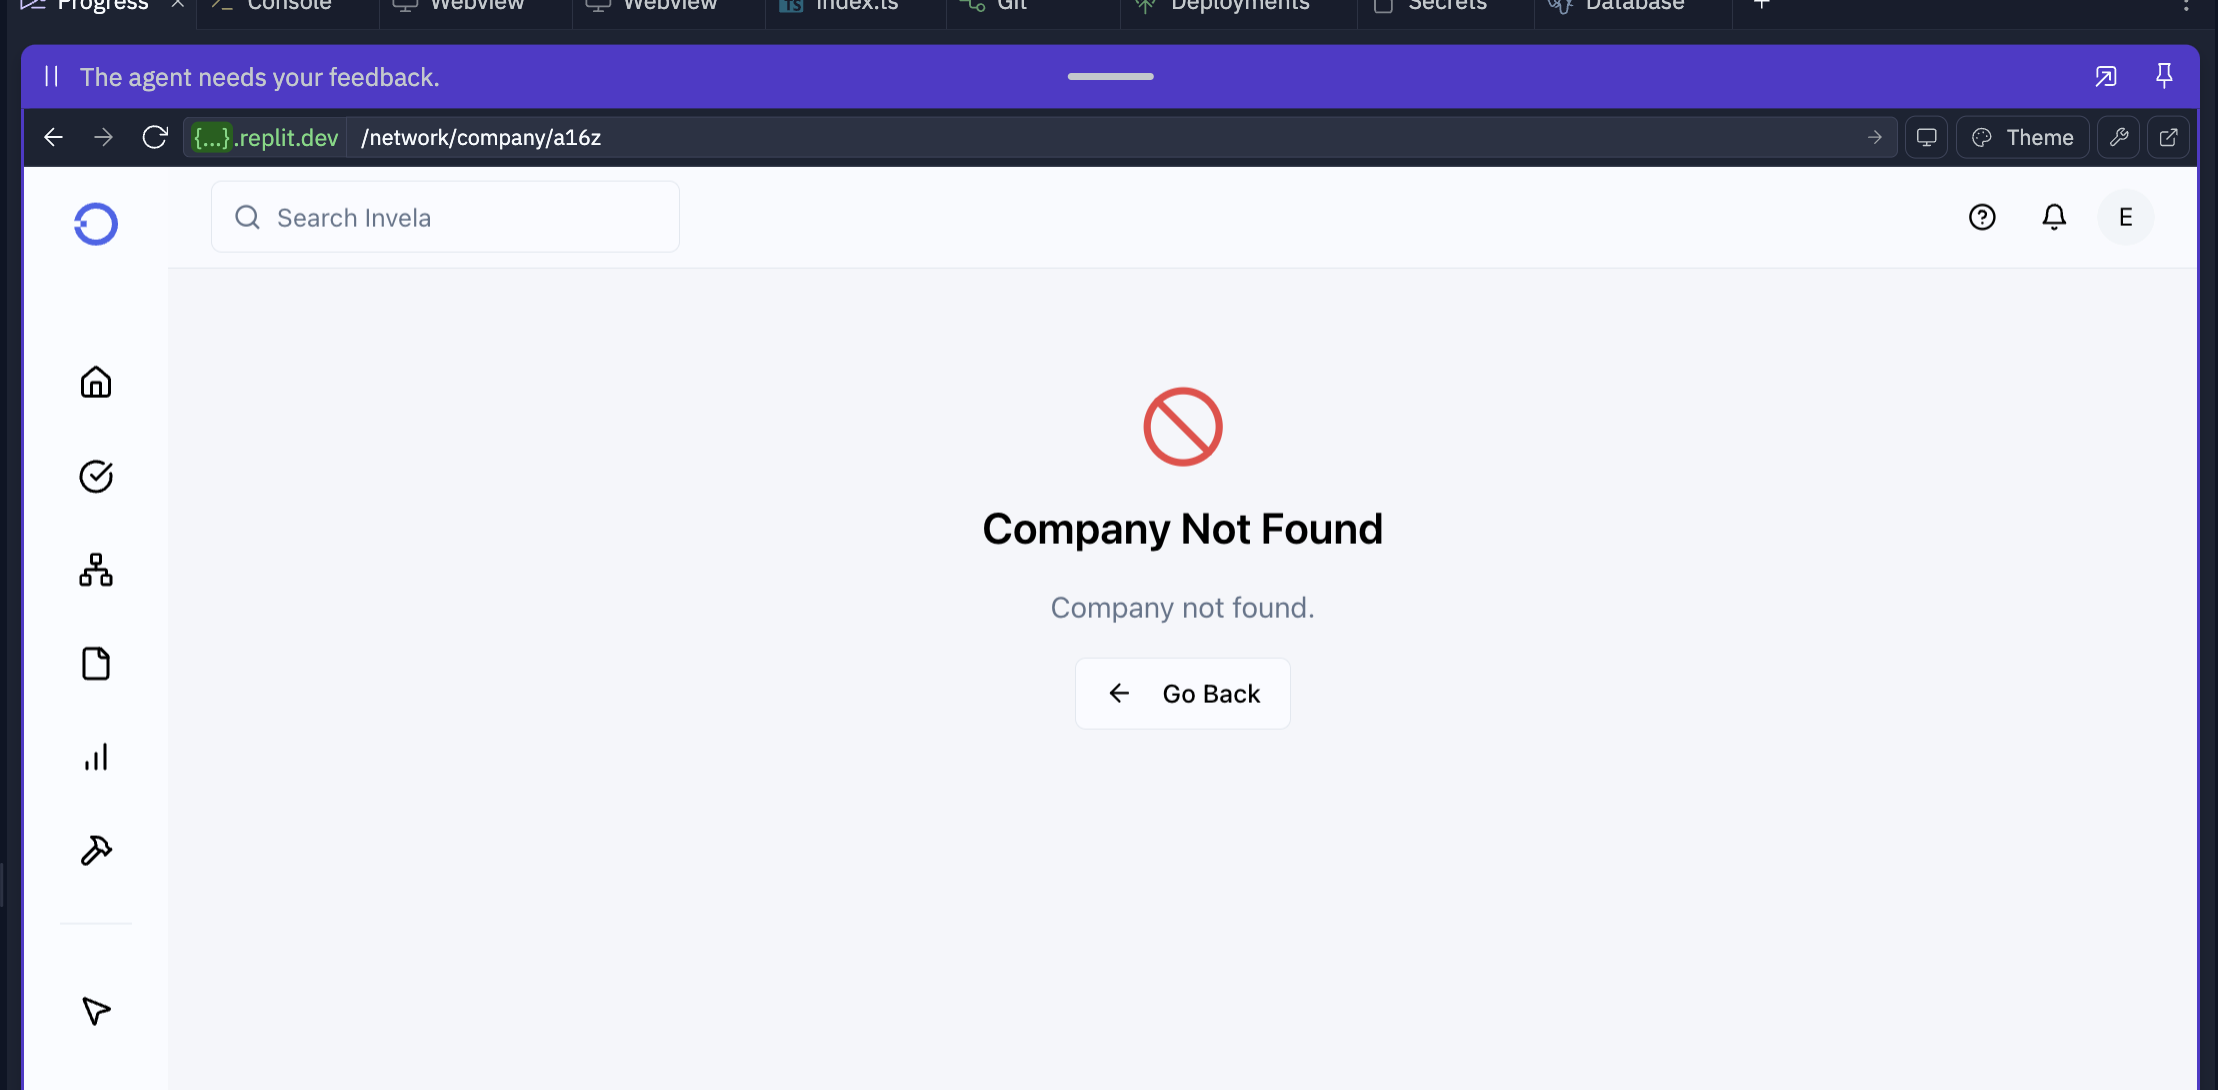 Progress Console Webview Webview index.ts Git Deployments Secrets Database
The agent needs your feedback.
{...}.replit.dev /network/company/a16z Theme
Search Invela
E
Company Not Found
Company not found.
Go Back